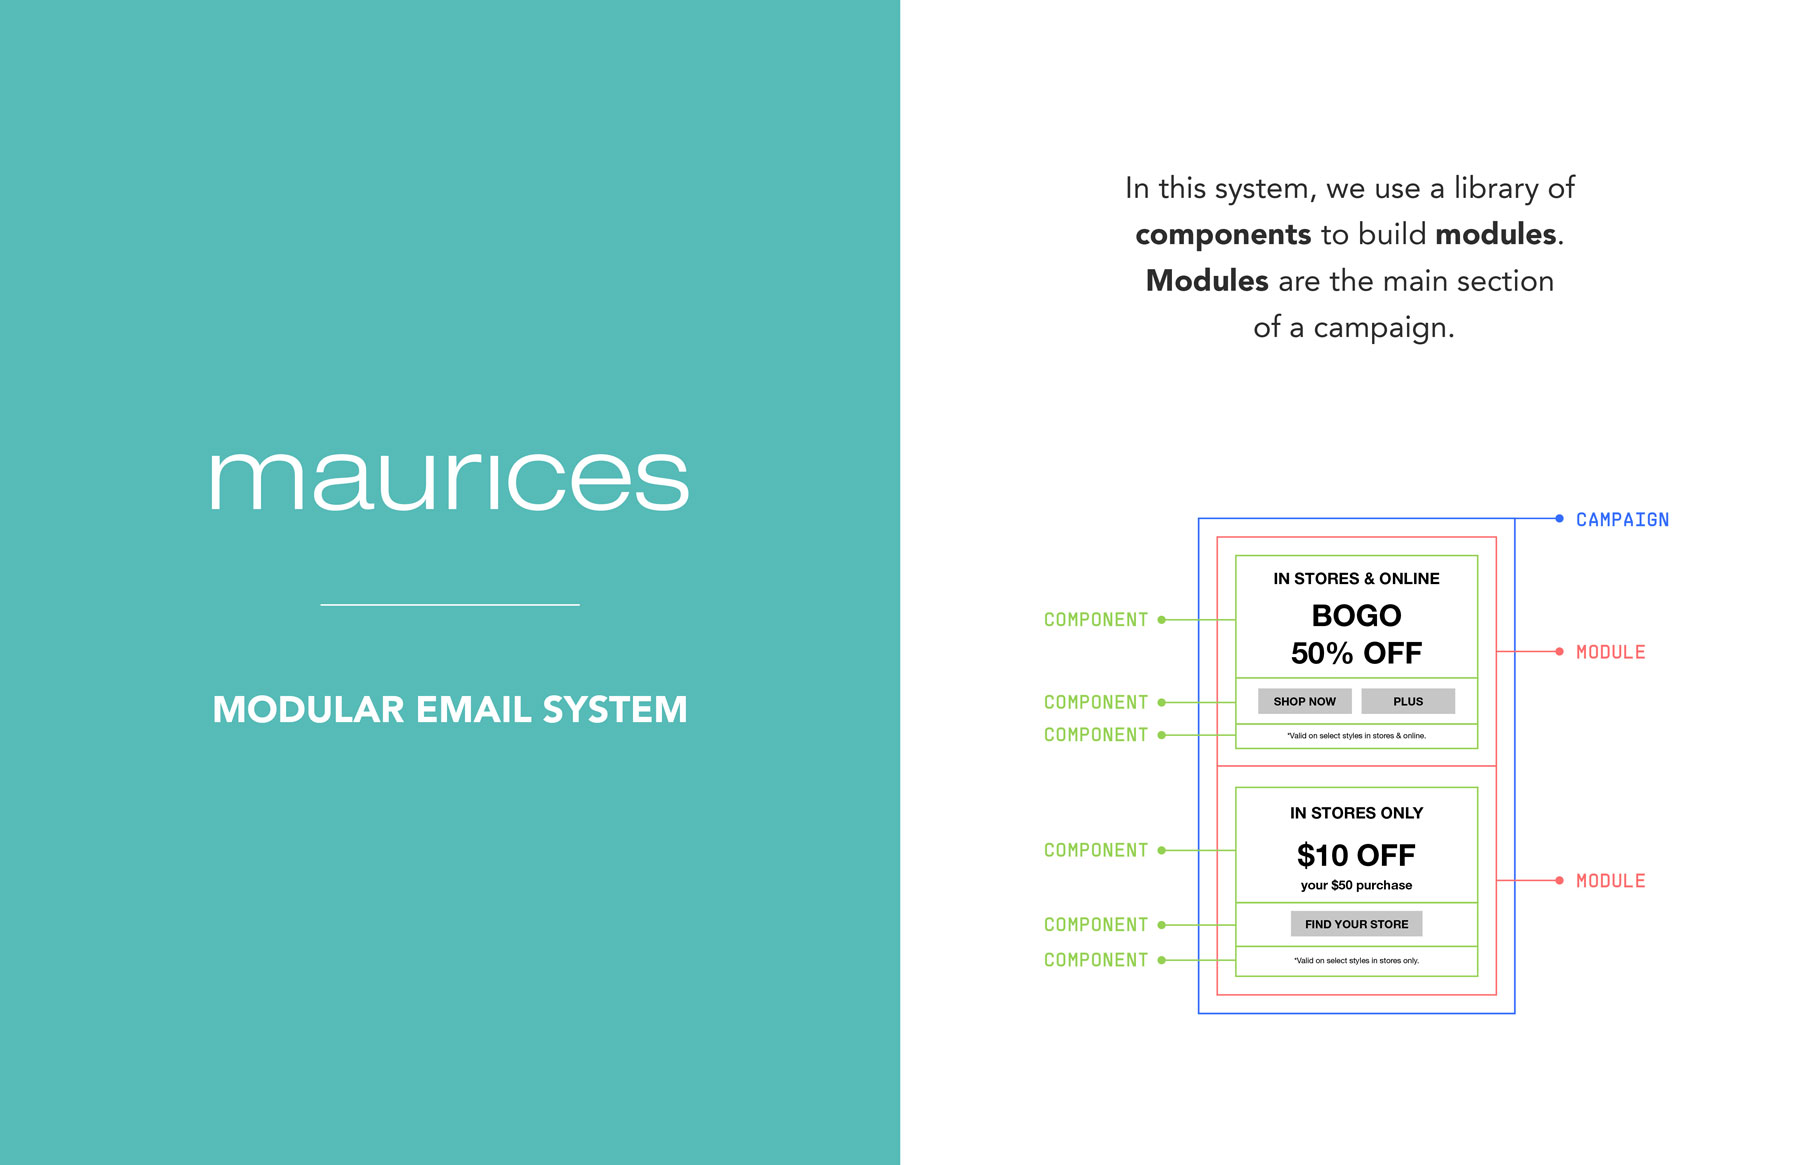 maurices
MODULAR EMAIL SYSTEM
In this system, we use a library of
components to build modules.
Modules are the main section
of a campaign.
CAMPAIGN
IN STORES & ONLINE
BOGO
50% OFF
COMPONENT
MODULE
SHOP NOW PLUS
COMPONENT
*Valid on select styles in stores & online.
COMPONENT
IN STORES ONLY
$10 OFF
your $50 purchase
COMPONENT
MODULE
FIND YOUR STORE
COMPONENT
*Valid on select styles in stores only.
COMPONENT